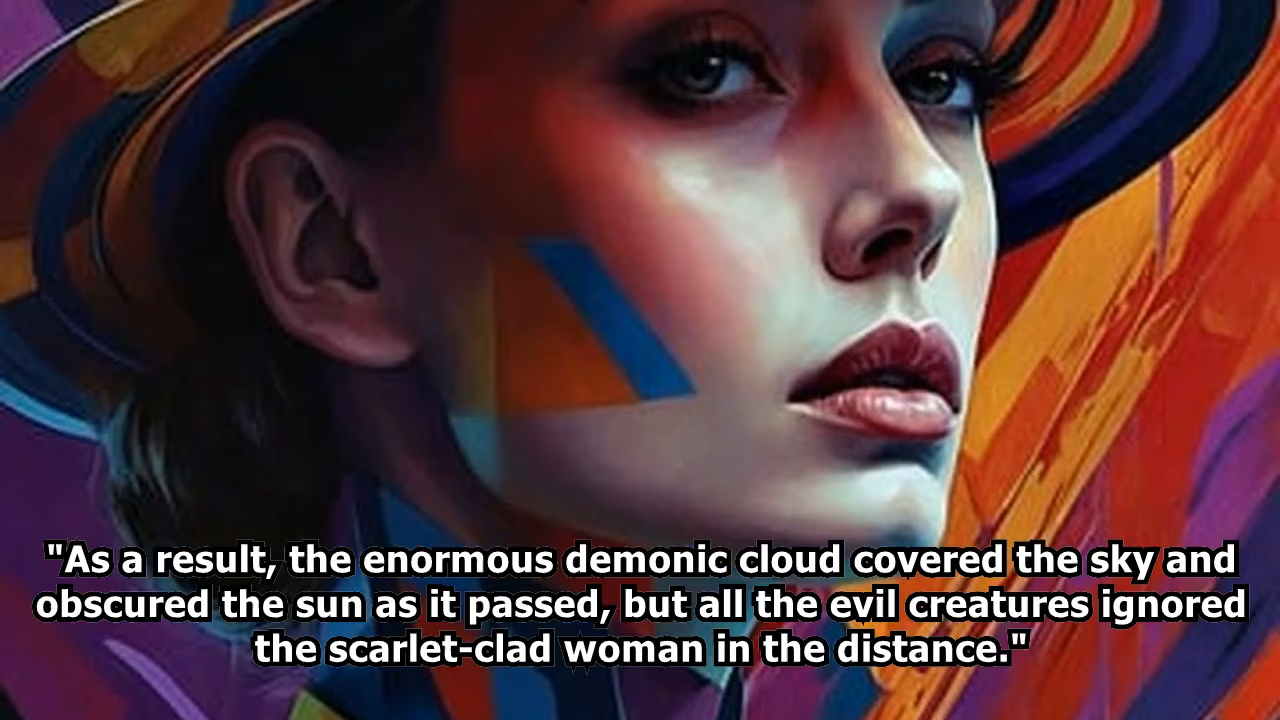 "As a result, the enormous demonic cloud covered the sky and
obscured the sun as it passed, but all the evil creatures ignored
the scarlet-clad woman in the distance."